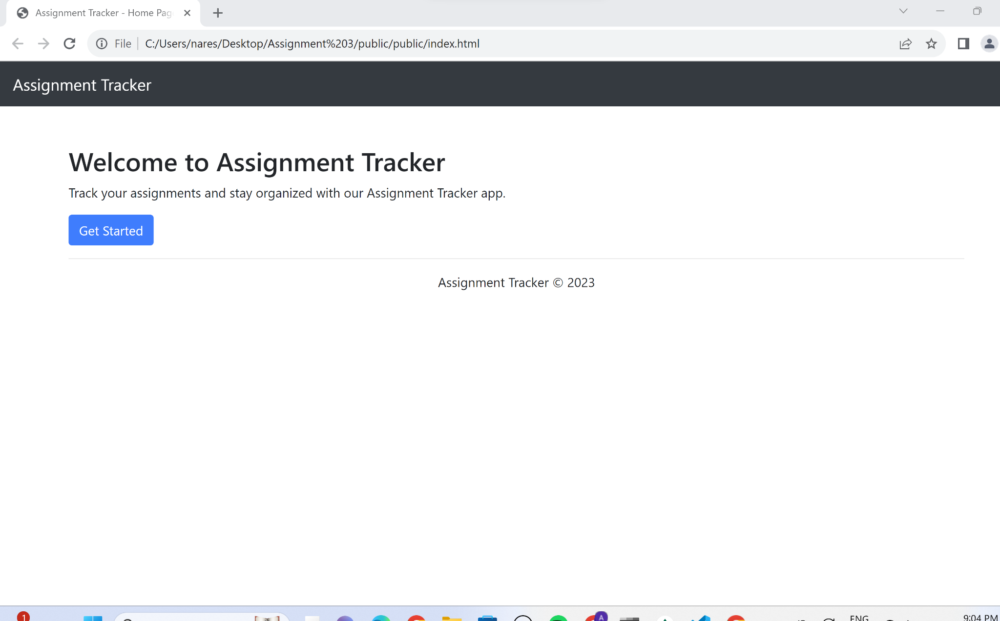 Assignment Tracker - Home Pag
File C:/Users/nares/Desktop/Assignment%203/public/public/index.html
Assignment Tracker
Welcome to Assignment Tracker
Track your assignments and stay organized with our Assignment Tracker app.
Get Started
Assignment Tracker © 2023
1
A
ENG
9:04 PM